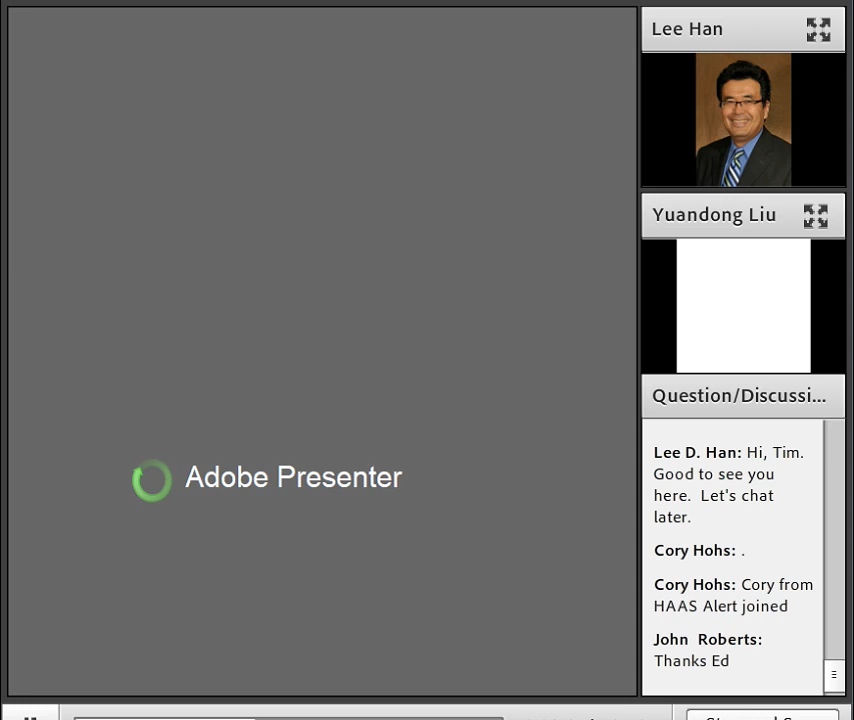 Lee Han
Yuandong Liu
Question/Discussi...
Adobe Presenter
Lee D. Han: Hi, Tim.
Good to see you
here. Let's chat
later.
Cory Hohs: .
Cory Hohs: Cory from
HAAS Alert joined
John Roberts:
Thanks Ed